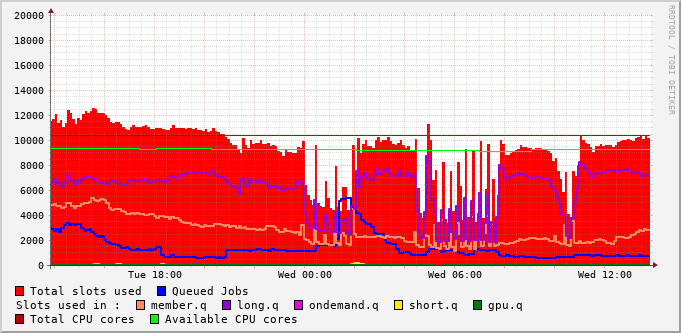 20000
18000
16000
14000
12000
10000
8000
6000
4000
2000
0
Tue 18:00 Wed 00:00 Wed 06:00 Wed 12:00
Total slots used Queued Jobs
Slots used in : member.q long.q ondemand.q short.q gpu.q
Total CPU cores Available CPU cores
RRDTOOL / TOBI OETIKER